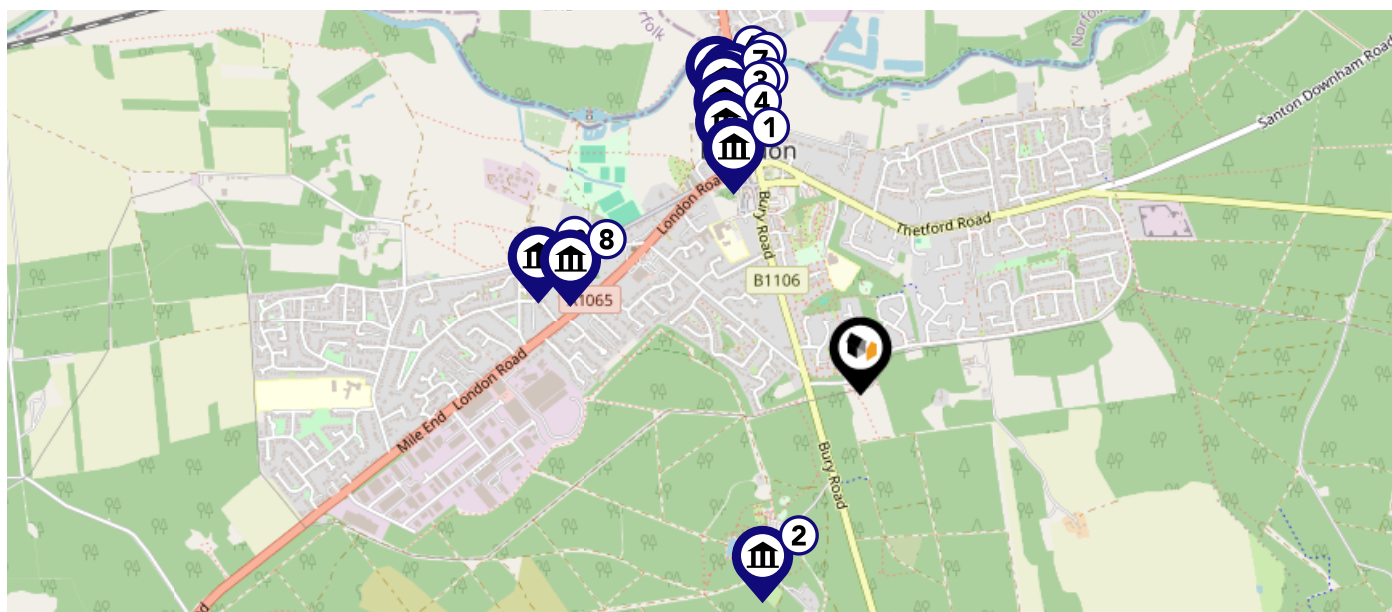 Norfolk
7
3
4
1
Santon Downham Road
London Road
Bury Road
Thetford Road
8
B1106
London Road
Mile End
Bury Road
2